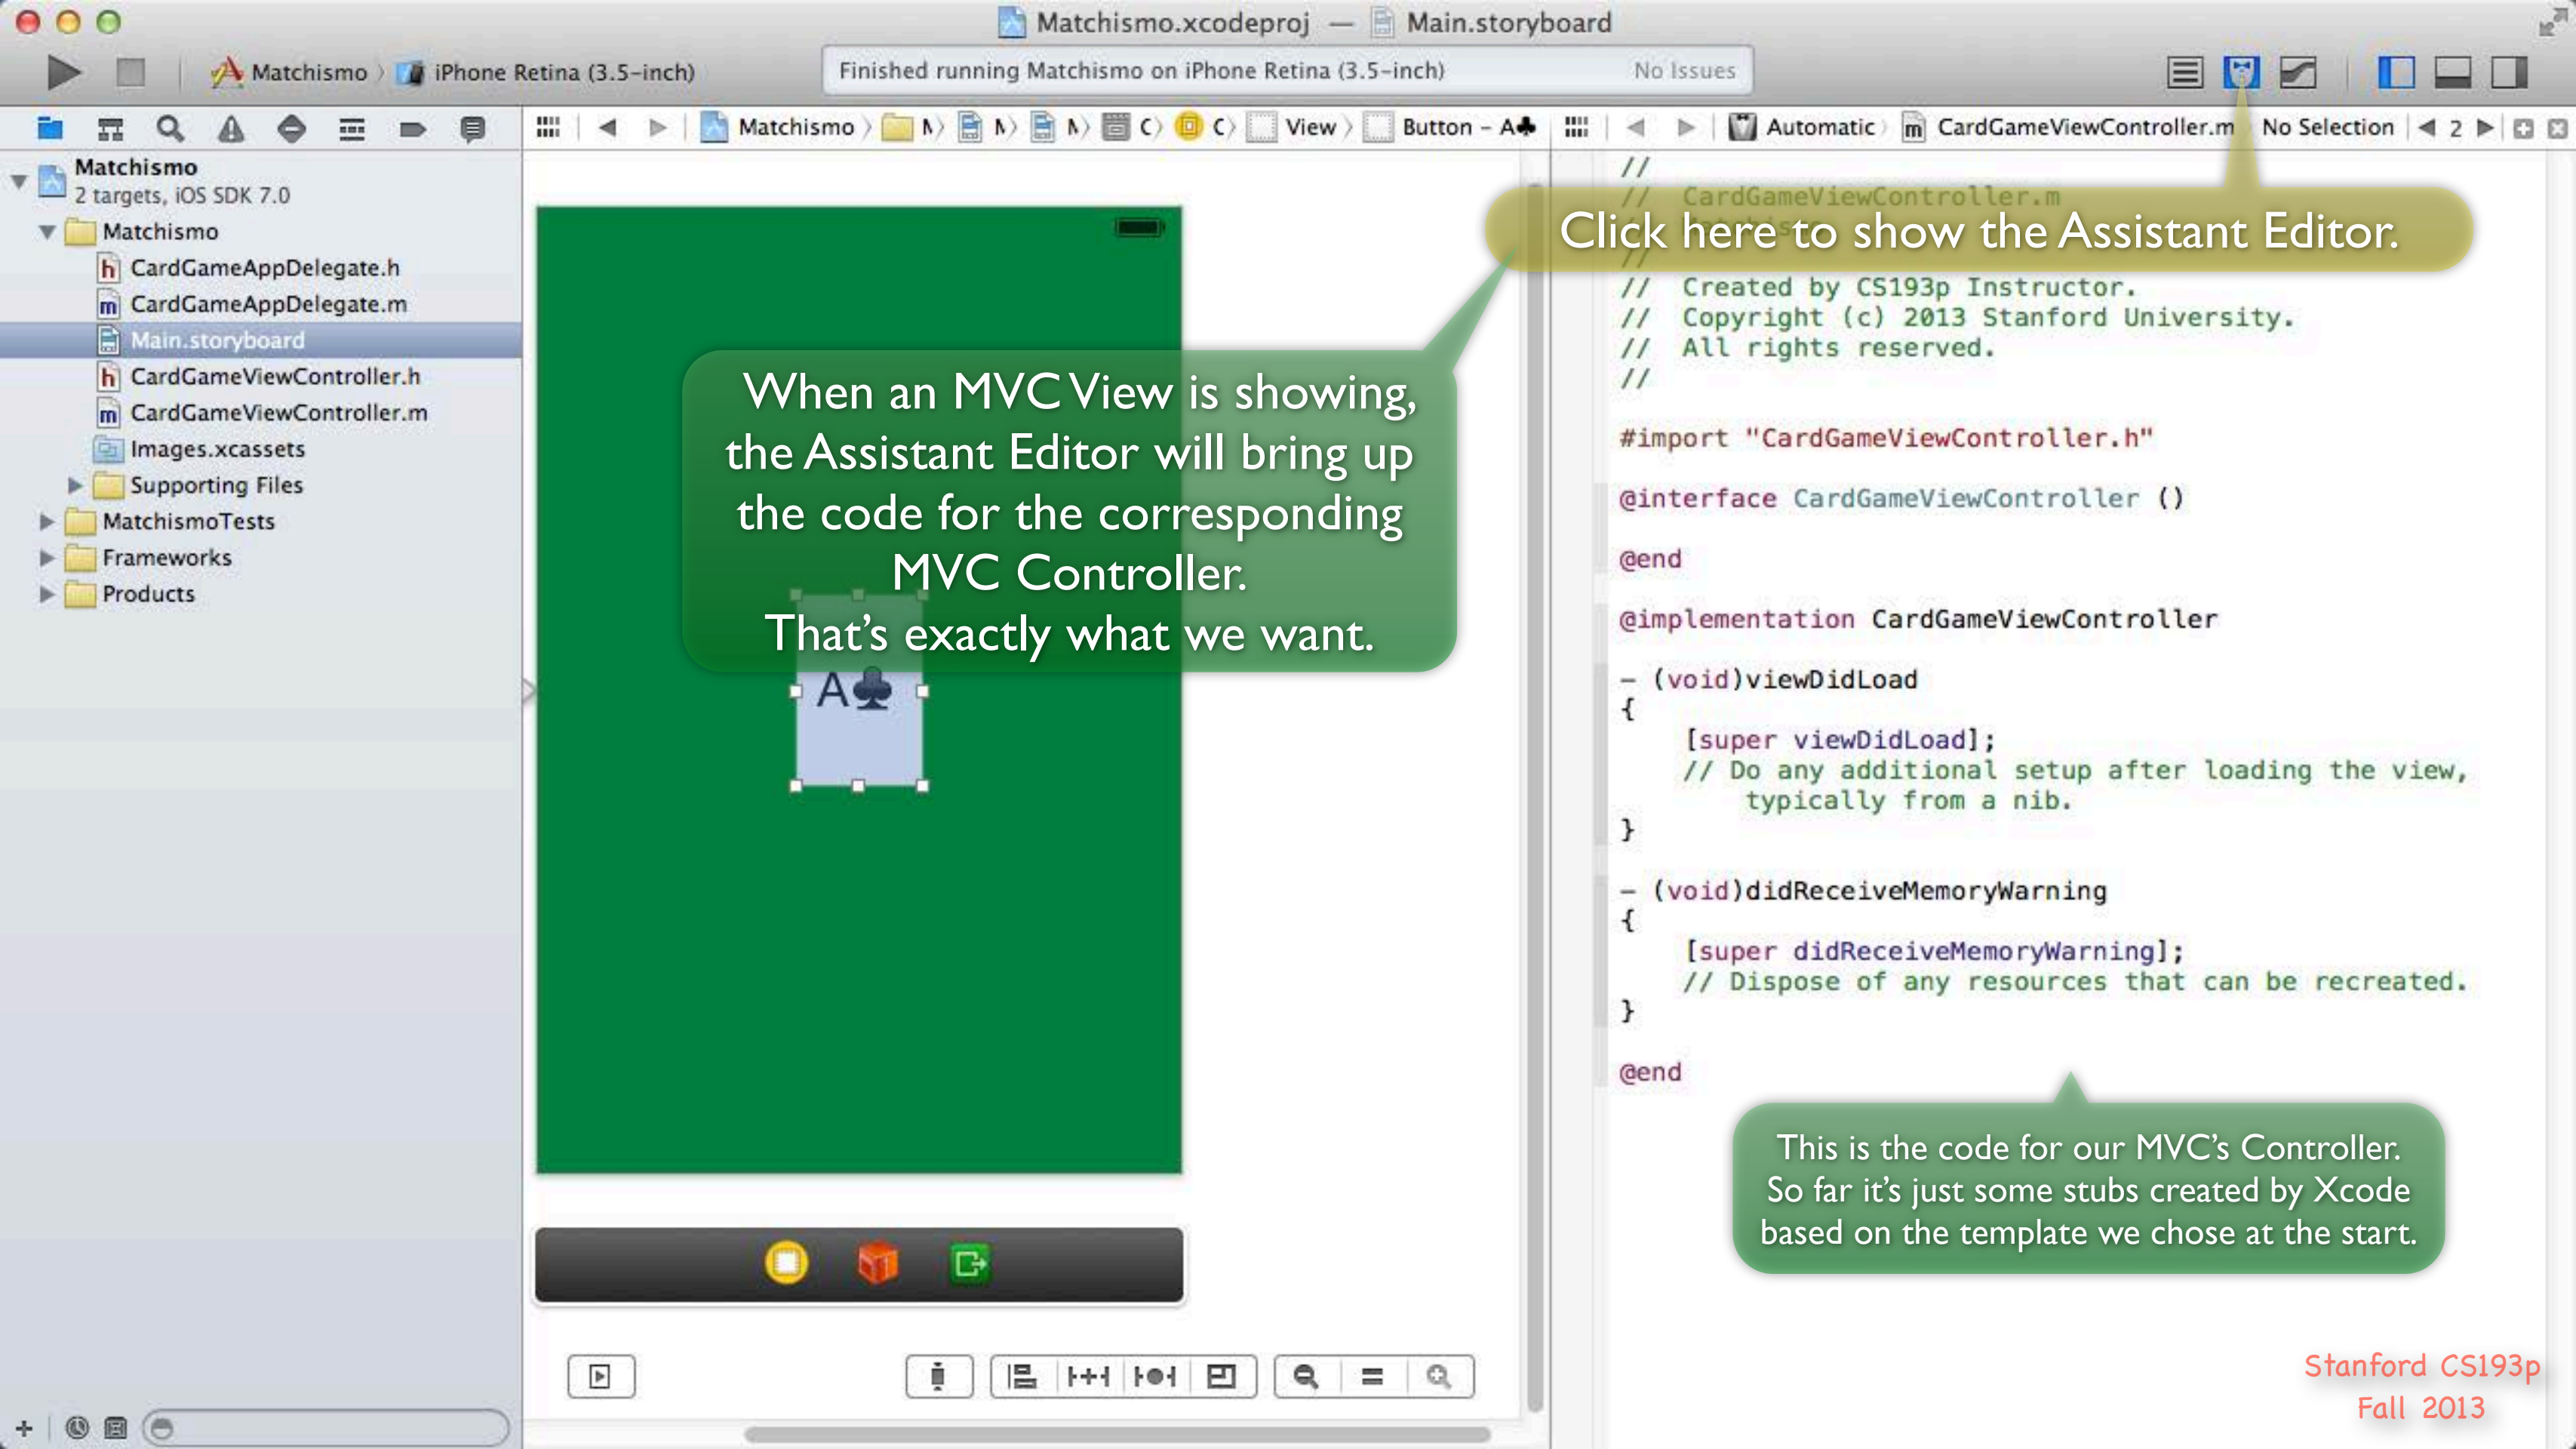 Matchismo.xcodeproj — Main.storyboard
Matchismo
iPhone Retina (3.5-inch)
Finished running Matchismo on iPhone Retina (3.5-inch)
No Issues
Matchismo
C
C
View
Button - A♣
Automatic
CardGameViewController.m
No Selection
2
Matchismo
2 targets, iOS SDK 7.0
Matchismo
h CardGameAppDelegate.h
m CardGameAppDelegate.m
Main.storyboard
h CardGameViewController.h
m CardGameViewController.m
Images.xcassets
Supporting Files
MatchismoTests
Frameworks
Products
When an MVC View is showing,
the Assistant Editor will bring up
the code for the corresponding
MVC Controller.
That's exactly what we want.
A♣
Click here to show the Assistant Editor.
//
// CardGameViewController.m
//
// Created by CS193p Instructor.
// Copyright (c) 2013 Stanford University.
// All rights reserved.
//
#import "CardGameViewController.h"
@interface CardGameViewController ()
@end
@implementation CardGameViewController
- (void)viewDidLoad
{
[super viewDidLoad];
// Do any additional setup after loading the view,
typically from a nib.
}
- (void)didReceiveMemoryWarning
{
[super didReceiveMemoryWarning];
// Dispose of any resources that can be recreated.
}
@end
This is the code for our MVC's Controller.
So far it's just some stubs created by Xcode
based on the template we chose at the start.
Stanford CS193p
Fall 2013